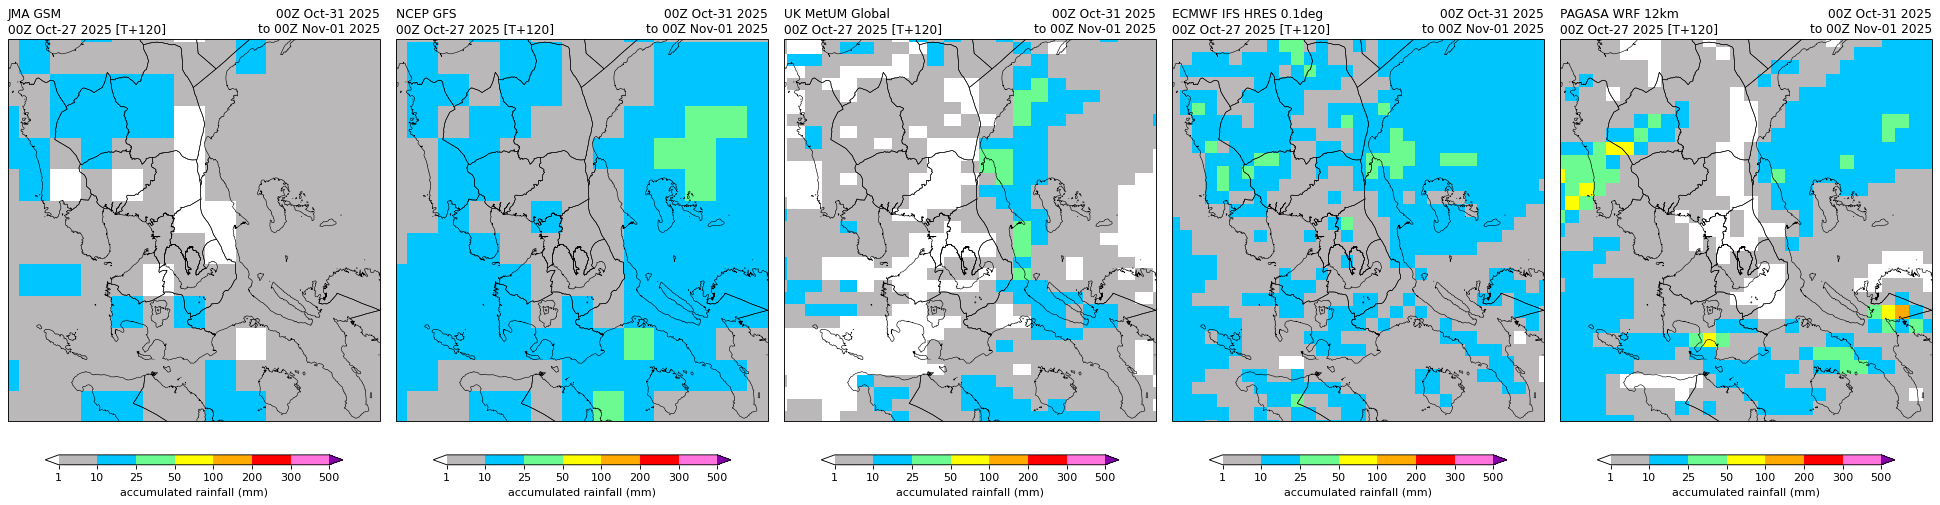 JMA GSM 00Z Oct-31 2025
00Z Oct-27 2025 [T+120] to 00Z Nov-01 2025
1 10 25 50 100 200 300 500
accumulated rainfall (mm)
NCEP GFS 00Z Oct-31 2025
00Z Oct-27 2025 [T+120] to 00Z Nov-01 2025
1 10 25 50 100 200 300 500
accumulated rainfall (mm)
UK MetUM Global 00Z Oct-31 2025
00Z Oct-27 2025 [T+120] to 00Z Nov-01 2025
1 10 25 50 100 200 300 500
accumulated rainfall (mm)
ECMWF IFS HRES 0.1deg 00Z Oct-31 2025
00Z Oct-27 2025 [T+120] to 00Z Nov-01 2025
1 10 25 50 100 200 300 500
accumulated rainfall (mm)
PAGASA WRF 12km 00Z Oct-31 2025
00Z Oct-27 2025 [T+120] to 00Z Nov-01 2025
1 10 25 50 100 200 300 500
accumulated rainfall (mm)